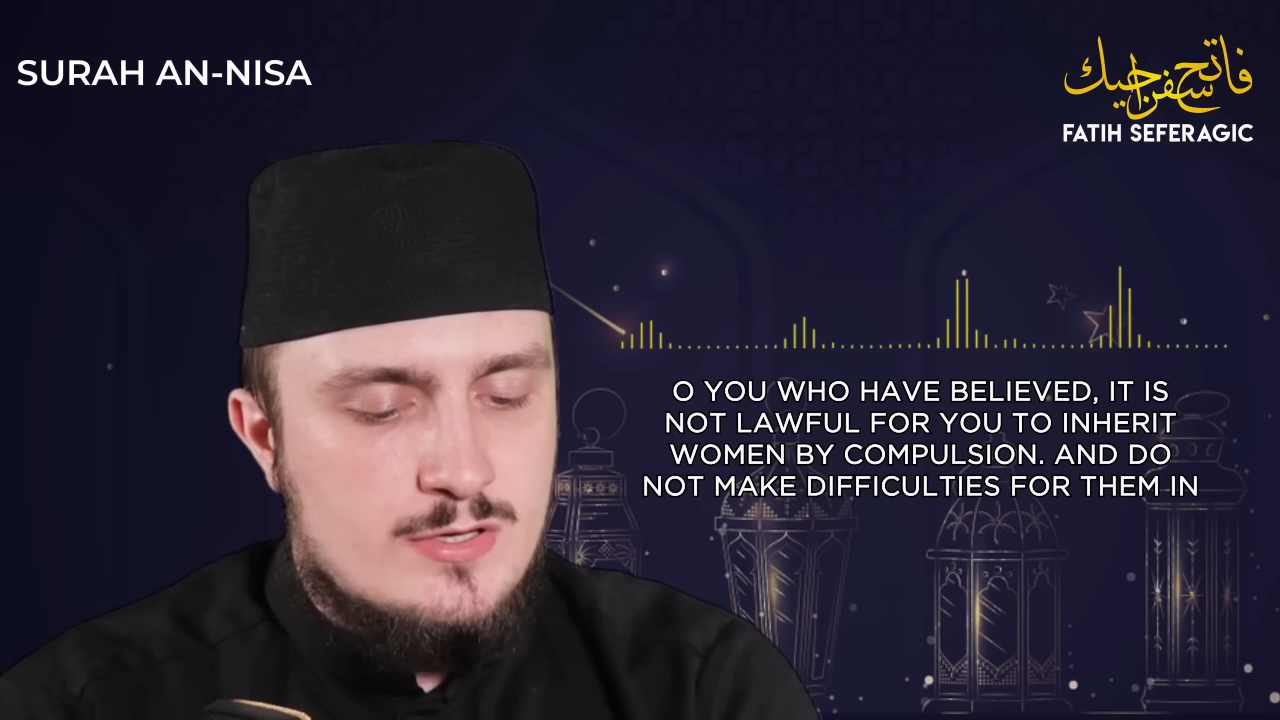 SURAH AN-NISA
فاتح سفراجيك
FATIH SEFERAGIC
O YOU WHO HAVE BELIEVED, IT IS
NOT LAWFUL FOR YOU TO INHERIT
WOMEN BY COMPULSION. AND DO
NOT MAKE DIFFICULTIES FOR THEM IN